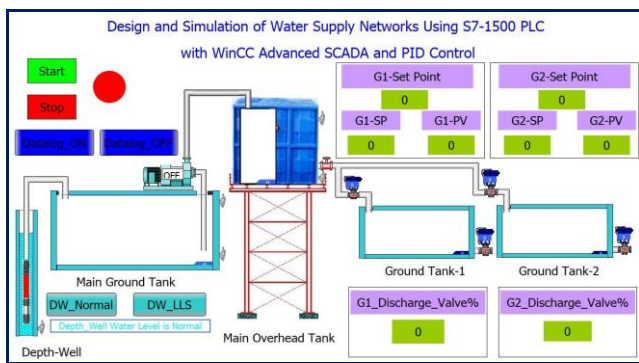 Design and Simulation of Water Supply Networks Using S7-1500 PLC
with WinCC Advanced SCADA and PID Control
Start
Stop
Datalog_ON
Datalog_OFF
G1-Set Point
0
G1-SP
G1-PV
0
0
G2-Set Point
0
G2-SP
G2-PV
0
0
OFF
Main Ground Tank
Ground Tank-1
Ground Tank-2
DW_Normal
DW_LLS
Depth_Well Water Level is Normal
Depth-Well
Main Overhead Tank
G1_Discharge_Valve%
0
G2_Discharge_Valve%
0